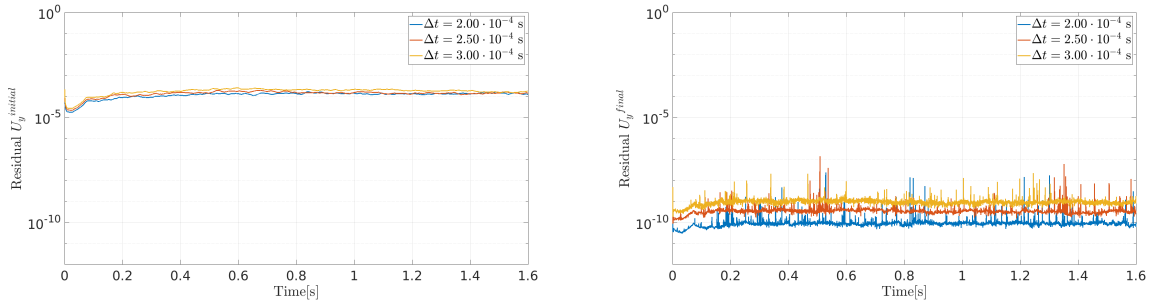 10^0
10^-5
10^-10
Residual U_y^initial
0 0.2 0.4 0.6 0.8 1 1.2 1.4 1.6
Time[s]
Δt = 2.00 · 10^-4 s
Δt = 2.50 · 10^-4 s
Δt = 3.00 · 10^-4 s
10^0
10^-5
10^-10
Residual U_y^final
0 0.2 0.4 0.6 0.8 1 1.2 1.4 1.6
Time[s]
Δt = 2.00 · 10^-4 s
Δt = 2.50 · 10^-4 s
Δt = 3.00 · 10^-4 s